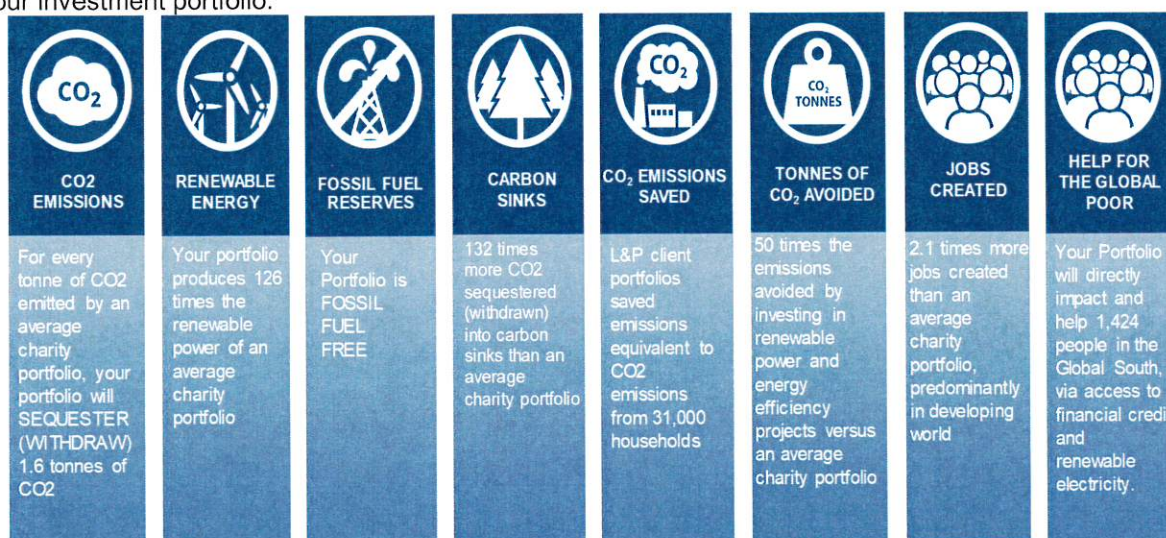 our investment portfolio.
CO2
CO2
EMISSIONS
For every
tonne of CO2
emitted by an
average
charity
portfolio, your
portfolio will
SEQUESTER
(WITHDRAW)
1.6 tonnes of
CO2
RENEWABLE
ENERGY
Your portfolio
produces 126
times the
renewable
power of an
average
charity
portfolio
FOSSIL FUEL
RESERVES
Your
Portfolio is
FOSSIL
FUEL
FREE
CARBON
SINKS
132 times
more CO2
sequestered
(withdrawn)
into carbon
sinks than an
average
charity portfolio
CO2
CO₂ EMISSIONS
SAVED
L&P client
portfolios
saved
emissions
equivalent to
CO2
emissions
from 31,000
households
CO₂
TONNES
TONNES OF
CO₂ AVOIDED
50 times the
emissions
avoided by
investing in
renewable
power and
energy
efficiency
projects versus
an average
charity portfolio
JOBS
CREATED
2.1 times more
jobs created
than an
average
charity
portfolio,
predominantly
in developing
world
HELP FOR
THE GLOBAL
POOR
Your Portfolio
will directly
impact and
help 1,424
people in the
Global South,
via access to
financial credi
and
renewable
electricity.